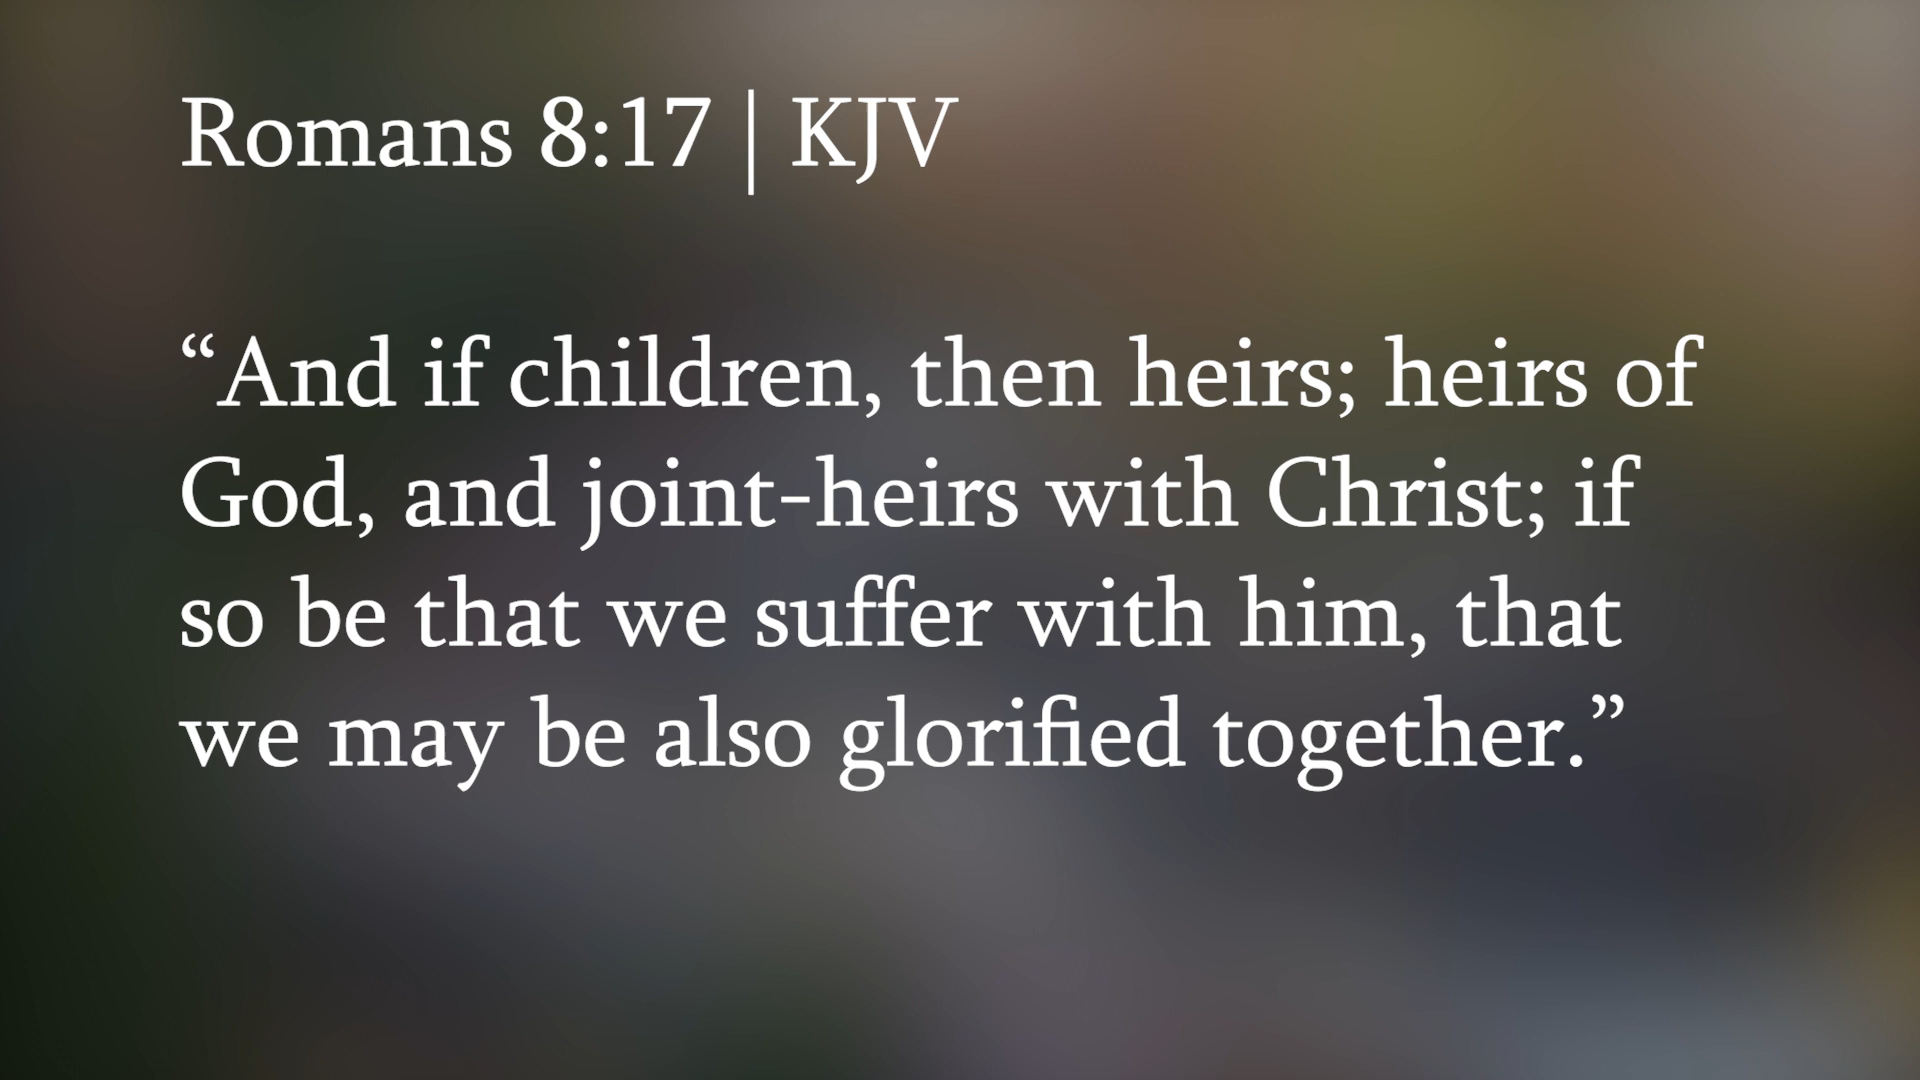 Romans 8:17 | KJV
“And if children, then heirs; heirs of
God, and joint-heirs with Christ; if
so be that we suffer with him, that
we may be also glorified together.”